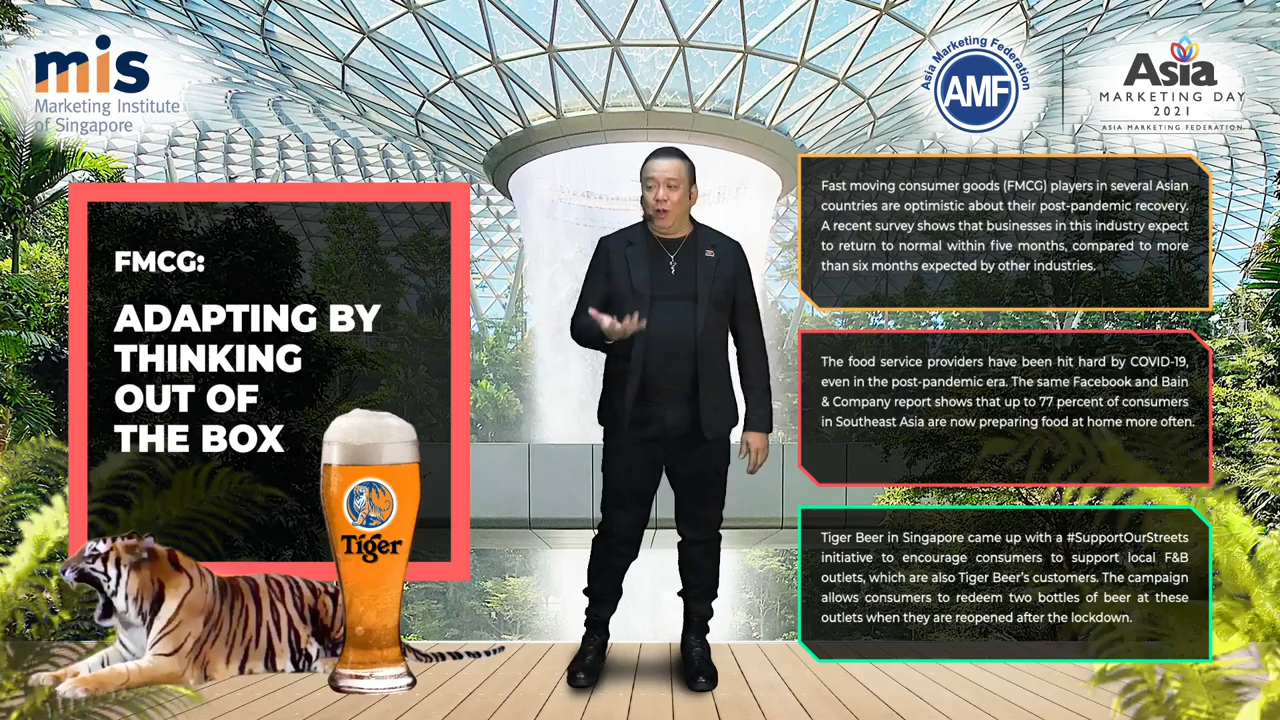 mis
Marketing Institute
of Singapore
Asia Marketing Federation
AMF
Asia
MARKETING DAY
2021
ASIA MARKETING FEDERATION
FMCG:
ADAPTING BY
THINKING
OUT OF
THE BOX
Tiger
Fast moving consumer goods (FMCG) players in several Asian
countries are optimistic about their post-pandemic recovery.
A recent survey shows that businesses in this industry expect
to return to normal within five months, compared to more
than six months expected by other industries.
The food service providers have been hit hard by COVID-19,
even in the post-pandemic era. The same Facebook and Bain
& Company report shows that up to 77 percent of consumers
in Southeast Asia are now preparing food at home more often.
Tiger Beer in Singapore came up with a #SupportOurStreets
initiative to encourage consumers to support local F&B
outlets, which are also Tiger Beer's customers. The campaign
allows consumers to redeem two bottles of beer at these
outlets when they are reopened after the lockdown.